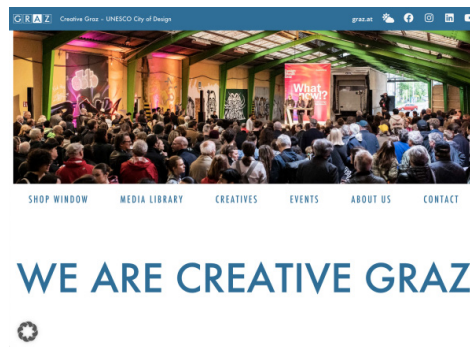 GRAZ Creative Graz – UNESCO City of Design graz.at
What
now!?
SHOP WINDOW MEDIA LIBRARY CREATIVES EVENTS ABOUT US CONTACT
WE ARE CREATIVE GRAZ